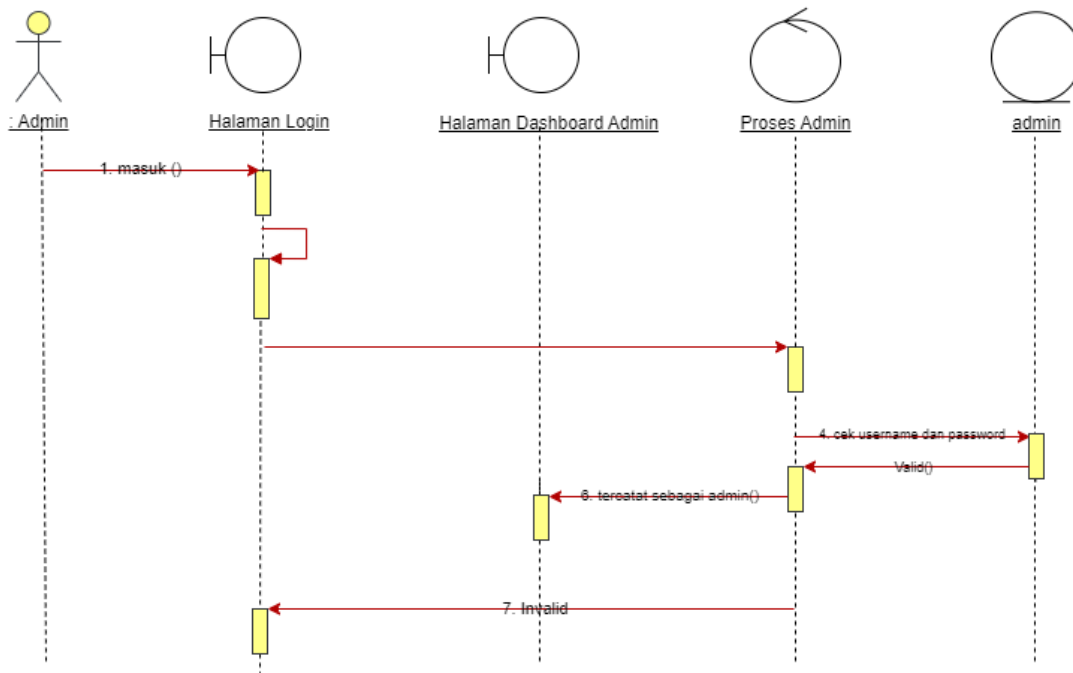 : Admin
Halaman Login
Halaman Dashboard Admin
Proses Admin
admin
1. masuk ()
4. cek username dan password
Valid()
6. tercatat sebagai admin()
7. Invalid